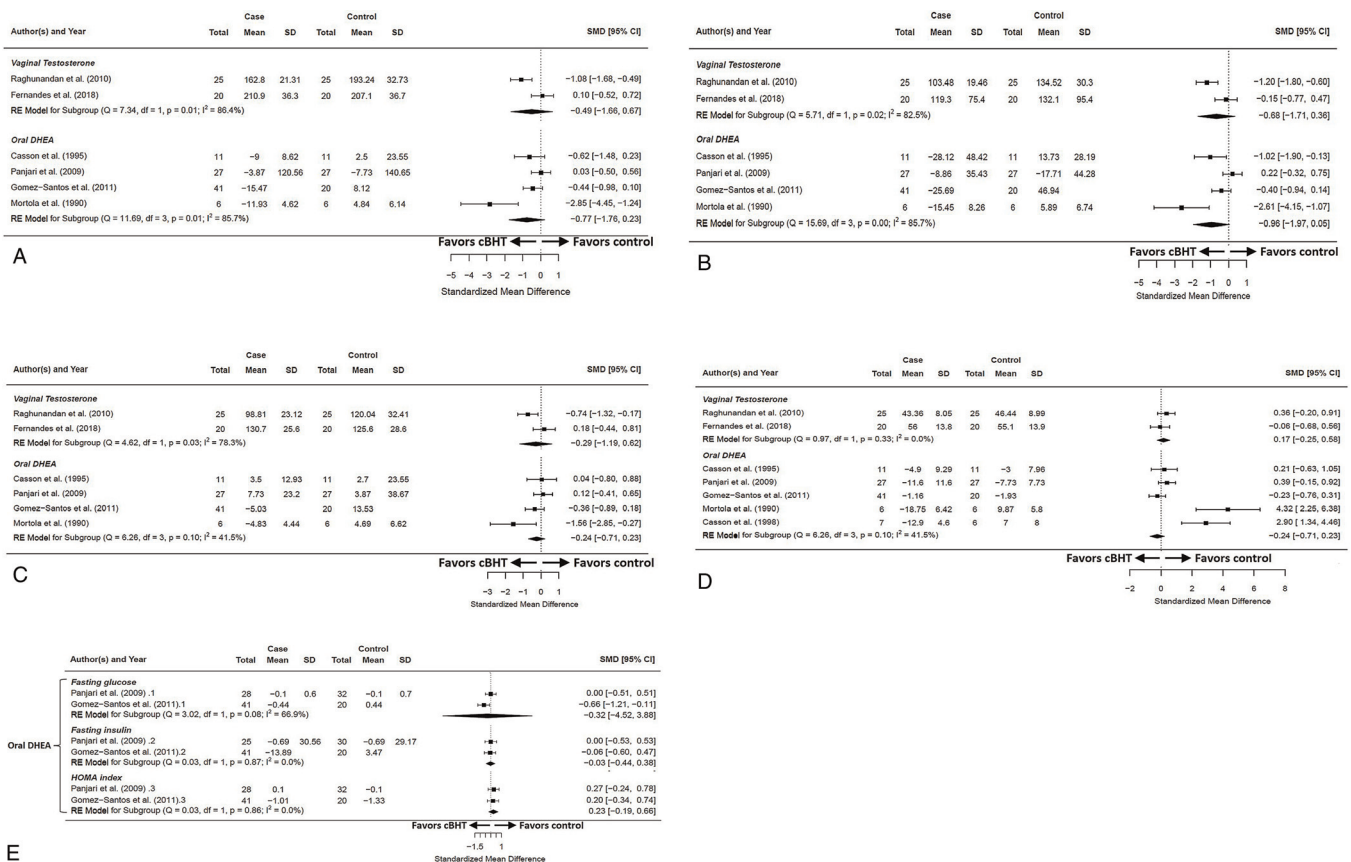 Case Control
Author(s) and Year Total Mean SD Total Mean SD SMD [95% CI]
Vaginal Testosterone
Raghunandan et al. (2010) 25 162.8 21.31 25 193.24 32.73 −1.08 [−1.68, −0.49]
Fernandes et al. (2018) 20 210.9 36.3 20 207.1 36.7 0.10 [−0.52, 0.72]
RE Model for Subgroup (Q = 7.34, df = 1, p = 0.01; I² = 86.4%) −0.49 [−1.66, 0.67]
Oral DHEA
Casson et al. (1995) 11 −9 8.62 11 2.5 23.55 −0.62 [−1.48, 0.23]
Panjari et al. (2009) 27 −3.87 120.56 27 −7.73 140.65 0.03 [−0.50, 0.56]
Gomez−Santos et al. (2011) 41 −15.47 20 8.12 −0.44 [−0.98, 0.10]
Mortola et al. (1990) 6 −11.93 4.62 6 4.84 6.14 −2.85 [−4.45, −1.24]
RE Model for Subgroup (Q = 11.69, df = 3, p = 0.01; I² = 85.7%) −0.77 [−1.76, 0.23]
Favors cBHT Favors control
−5 −4 −3 −2 −1 0 1
Standardized Mean Difference
A
Case Control
Author(s) and Year Total Mean SD Total Mean SD SMD [95% CI]
Vaginal Testosterone
Raghunandan et al. (2010) 25 103.48 19.46 25 134.52 30.3 −1.20 [−1.80, −0.60]
Fernandes et al. (2018) 20 119.3 75.4 20 132.1 95.4 −0.15 [−0.77, 0.47]
RE Model for Subgroup (Q = 5.71, df = 1, p = 0.02; I² = 82.5%) −0.68 [−1.71, 0.36]
Oral DHEA
Casson et al. (1995) 11 −28.12 48.42 11 13.73 28.19 −1.02 [−1.90, −0.13]
Panjari et al. (2009) 27 −8.86 35.43 27 −17.71 44.28 0.22 [−0.32, 0.75]
Gomez−Santos et al. (2011) 41 −25.69 20 46.94 −0.40 [−0.94, 0.14]
Mortola et al. (1990) 6 −15.45 8.26 6 5.89 6.74 −2.61 [−4.15, −1.07]
RE Model for Subgroup (Q = 15.69, df = 3, p = 0.00; I² = 85.7%) −0.96 [−1.97, 0.05]
Favors cBHT Favors control
−5 −4 −3 −2 −1 0 1
Standardized Mean Difference
B
Case Control
Author(s) and Year Total Mean SD Total Mean SD SMD [95% CI]
Vaginal Testosterone
Raghunandan et al. (2010) 25 98.81 23.12 25 120.04 32.41 −0.74 [−1.32, −0.17]
Fernandes et al. (2018) 20 130.7 25.6 20 125.6 28.6 0.18 [−0.44, 0.81]
RE Model for Subgroup (Q = 4.62, df = 1, p = 0.03; I² = 78.3%) −0.29 [−1.19, 0.62]
Oral DHEA
Casson et al. (1995) 11 3.5 12.93 11 2.7 23.55 0.04 [−0.80, 0.88]
Panjari et al. (2009) 27 7.73 23.2 27 3.87 38.67 0.12 [−0.41, 0.65]
Gomez−Santos et al. (2011) 41 −5.03 20 13.53 −0.36 [−0.89, 0.18]
Mortola et al. (1990) 6 −4.83 4.44 6 4.69 6.62 −1.56 [−2.85, −0.27]
RE Model for Subgroup (Q = 6.26, df = 3, p = 0.10; I² = 41.5%) −0.24 [−0.71, 0.23]
Favors cBHT Favors control
−3 −2 −1 0 1
Standardized Mean Difference
C
Case Control
Author(s) and Year Total Mean SD Total Mean SD SMD [95% CI]
Vaginal Testosterone
Raghunandan et al. (2010) 25 43.36 8.05 25 46.44 8.99 0.36 [−0.20, 0.91]
Fernandes et al. (2018) 20 56 13.8 20 55.1 13.9 −0.06 [−0.68, 0.56]
RE Model for Subgroup (Q = 0.97, df = 1, p = 0.33; I² = 0.0%) 0.17 [−0.25, 0.58]
Oral DHEA
Casson et al. (1995) 11 −4.9 9.29 11 −3 7.96 0.21 [−0.63, 1.05]
Panjari et al. (2009) 27 −11.6 11.6 27 −7.73 7.73 0.39 [−0.15, 0.92]
Gomez−Santos et al. (2011) 41 −1.16 20 −1.93 −0.23 [−0.76, 0.31]
Mortola et al. (1990) 6 −18.75 6.42 6 9.87 5.8 4.32 [2.25, 6.38]
Casson et al. (1998) 7 −12.9 4.6 6 7 8 2.90 [1.34, 4.46]
RE Model for Subgroup (Q = 6.26, df = 3, p = 0.10; I² = 41.5%) −0.24 [−0.71, 0.23]
Favors cBHT Favors control
−2 0 2 4 6 8
Standardized Mean Difference
D
Case Control
Author(s) and Year Total Mean SD Total Mean SD SMD [95% CI]
Oral DHEA
Fasting glucose
Panjari et al. (2009) .1 28 −0.1 0.6 32 −0.1 0.7 0.00 [−0.51, 0.51]
Gomez−Santos et al. (2011).1 41 −0.44 20 0.44 −0.66 [−1.21, −0.11]
RE Model for Subgroup (Q = 3.02, df = 1, p = 0.08; I² = 66.9%) −0.32 [−4.52, 3.88]
Fasting insulin
Panjari et al. (2009) .2 25 −0.69 30.56 30 −0.69 29.17 0.00 [−0.53, 0.53]
Gomez−Santos et al. (2011).2 41 −13.89 20 3.47 −0.06 [−0.60, 0.47]
RE Model for Subgroup (Q = 0.03, df = 1, p = 0.87; I² = 0.0%) −0.03 [−0.44, 0.38]
HOMA index
Panjari et al. (2009) .3 28 0.1 32 −0.1 0.27 [−0.24, 0.78]
Gomez−Santos et al. (2011).3 41 −1.01 20 −1.33 0.20 [−0.34, 0.74]
RE Model for Subgroup (Q = 0.03, df = 1, p = 0.86; I² = 0.0%) 0.23 [−0.19, 0.66]
Favors cBHT Favors control
−1.5 1
Standardized Mean Difference
E